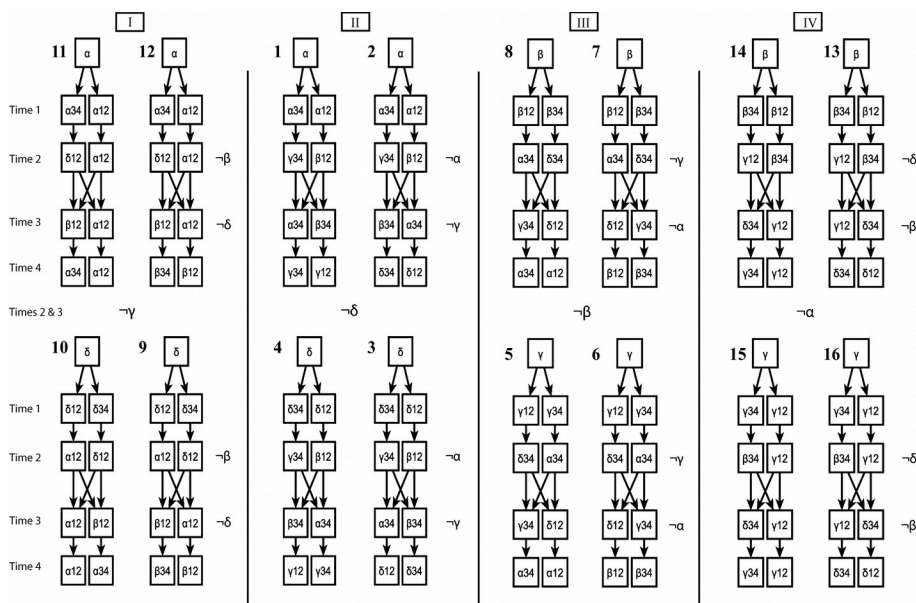 I II III IV
11 α 12 α 1 α 2 α 8 β 7 β 14 β 13 β
Time 1 α34 α12 α34 α12 α34 α12 α34 α12 β12 β34 β12 β34 β34 β12 β34 β12
Time 2 δ12 α12 δ12 α12 ¬β γ34 β12 γ34 β12 ¬α α34 δ34 α34 δ34 ¬γ γ12 β34 γ12 β34 ¬δ
Time 3 β12 α12 β12 α12 ¬δ α34 β34 β34 α34 ¬γ γ34 δ12 δ12 γ34 ¬α δ34 γ12 γ12 δ34 ¬β
Time 4 α34 α12 β34 β12 γ34 γ12 δ34 δ12 α34 α12 β12 β34 γ34 γ12 δ34 δ12
Times 2 & 3 ¬γ ¬δ ¬β ¬α
10 δ 9 δ 4 δ 3 δ 5 γ 6 γ 15 γ 16 γ
Time 1 δ12 δ34 δ12 δ34 δ34 δ12 δ34 δ12 γ12 γ34 γ12 γ34 γ34 γ12 γ34 γ12
Time 2 α12 δ12 α12 δ12 ¬β γ34 β12 γ34 β12 ¬α δ34 α34 δ34 α34 ¬γ β34 γ12 β34 γ12 ¬δ
Time 3 α12 β12 β12 α12 ¬δ β34 α34 α34 β34 ¬γ γ34 δ12 δ12 γ34 ¬α δ34 γ12 γ12 δ34 ¬β
Time 4 α12 α34 β34 β12 γ12 γ34 δ12 δ34 α34 α12 β12 β34 γ34 γ12 δ34 δ12